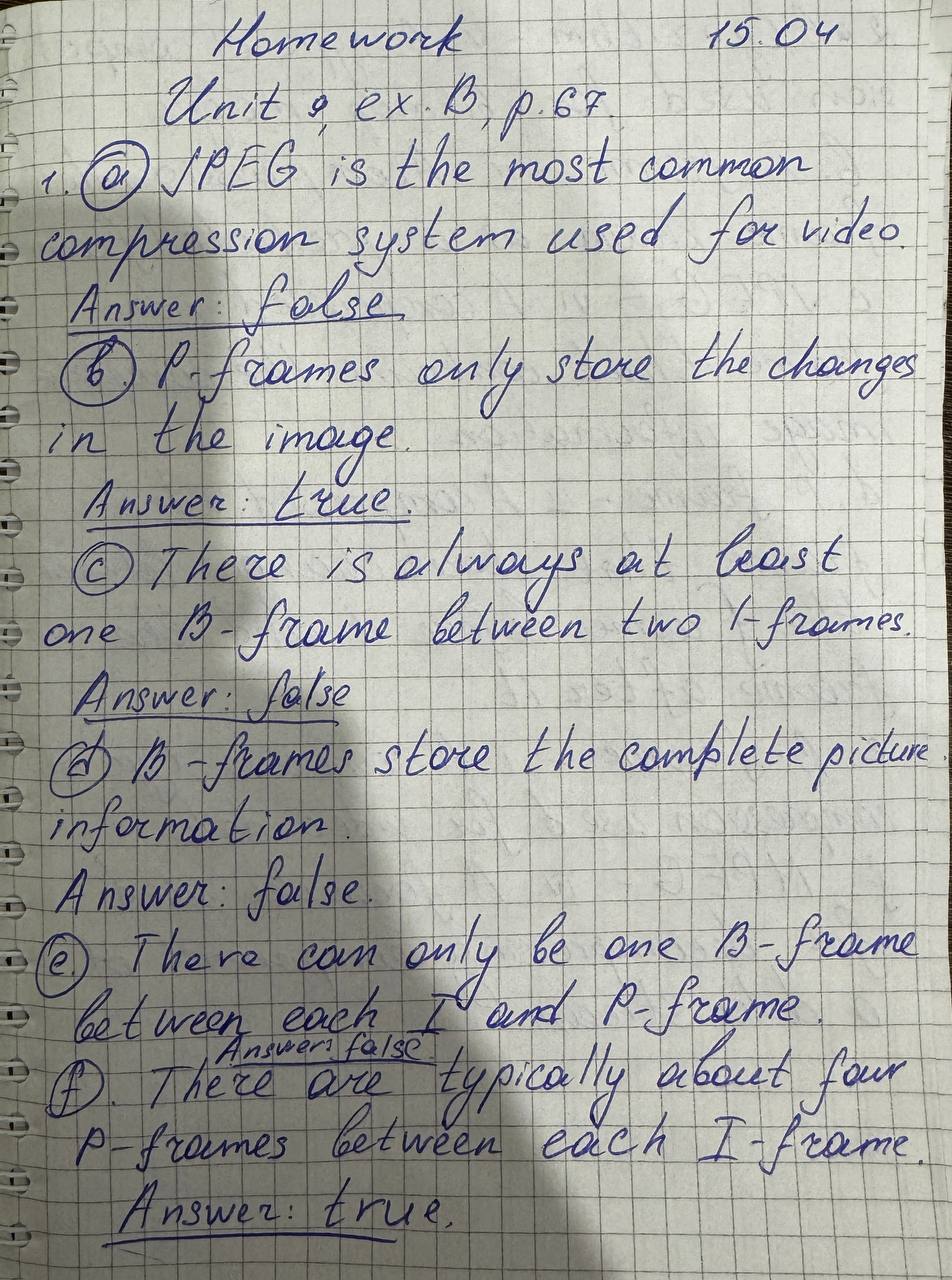 Homework 15.04
Unit 9, ex. B, p.67.
1. a) JPEG is the most common
compression system used for video.
Answer: false.
b) P-frames only store the changes
in the image.
Answer: true.
c) There is always at least
one B-frame between two I-frames.
Answer: false
d) B-frames store the complete picture
information.
Answer: false.
e) There can only be one B-frame
between each I and P-frame.
Answer: false.
f). There are typically about four
P-frames between each I-frame.
Answer: true.